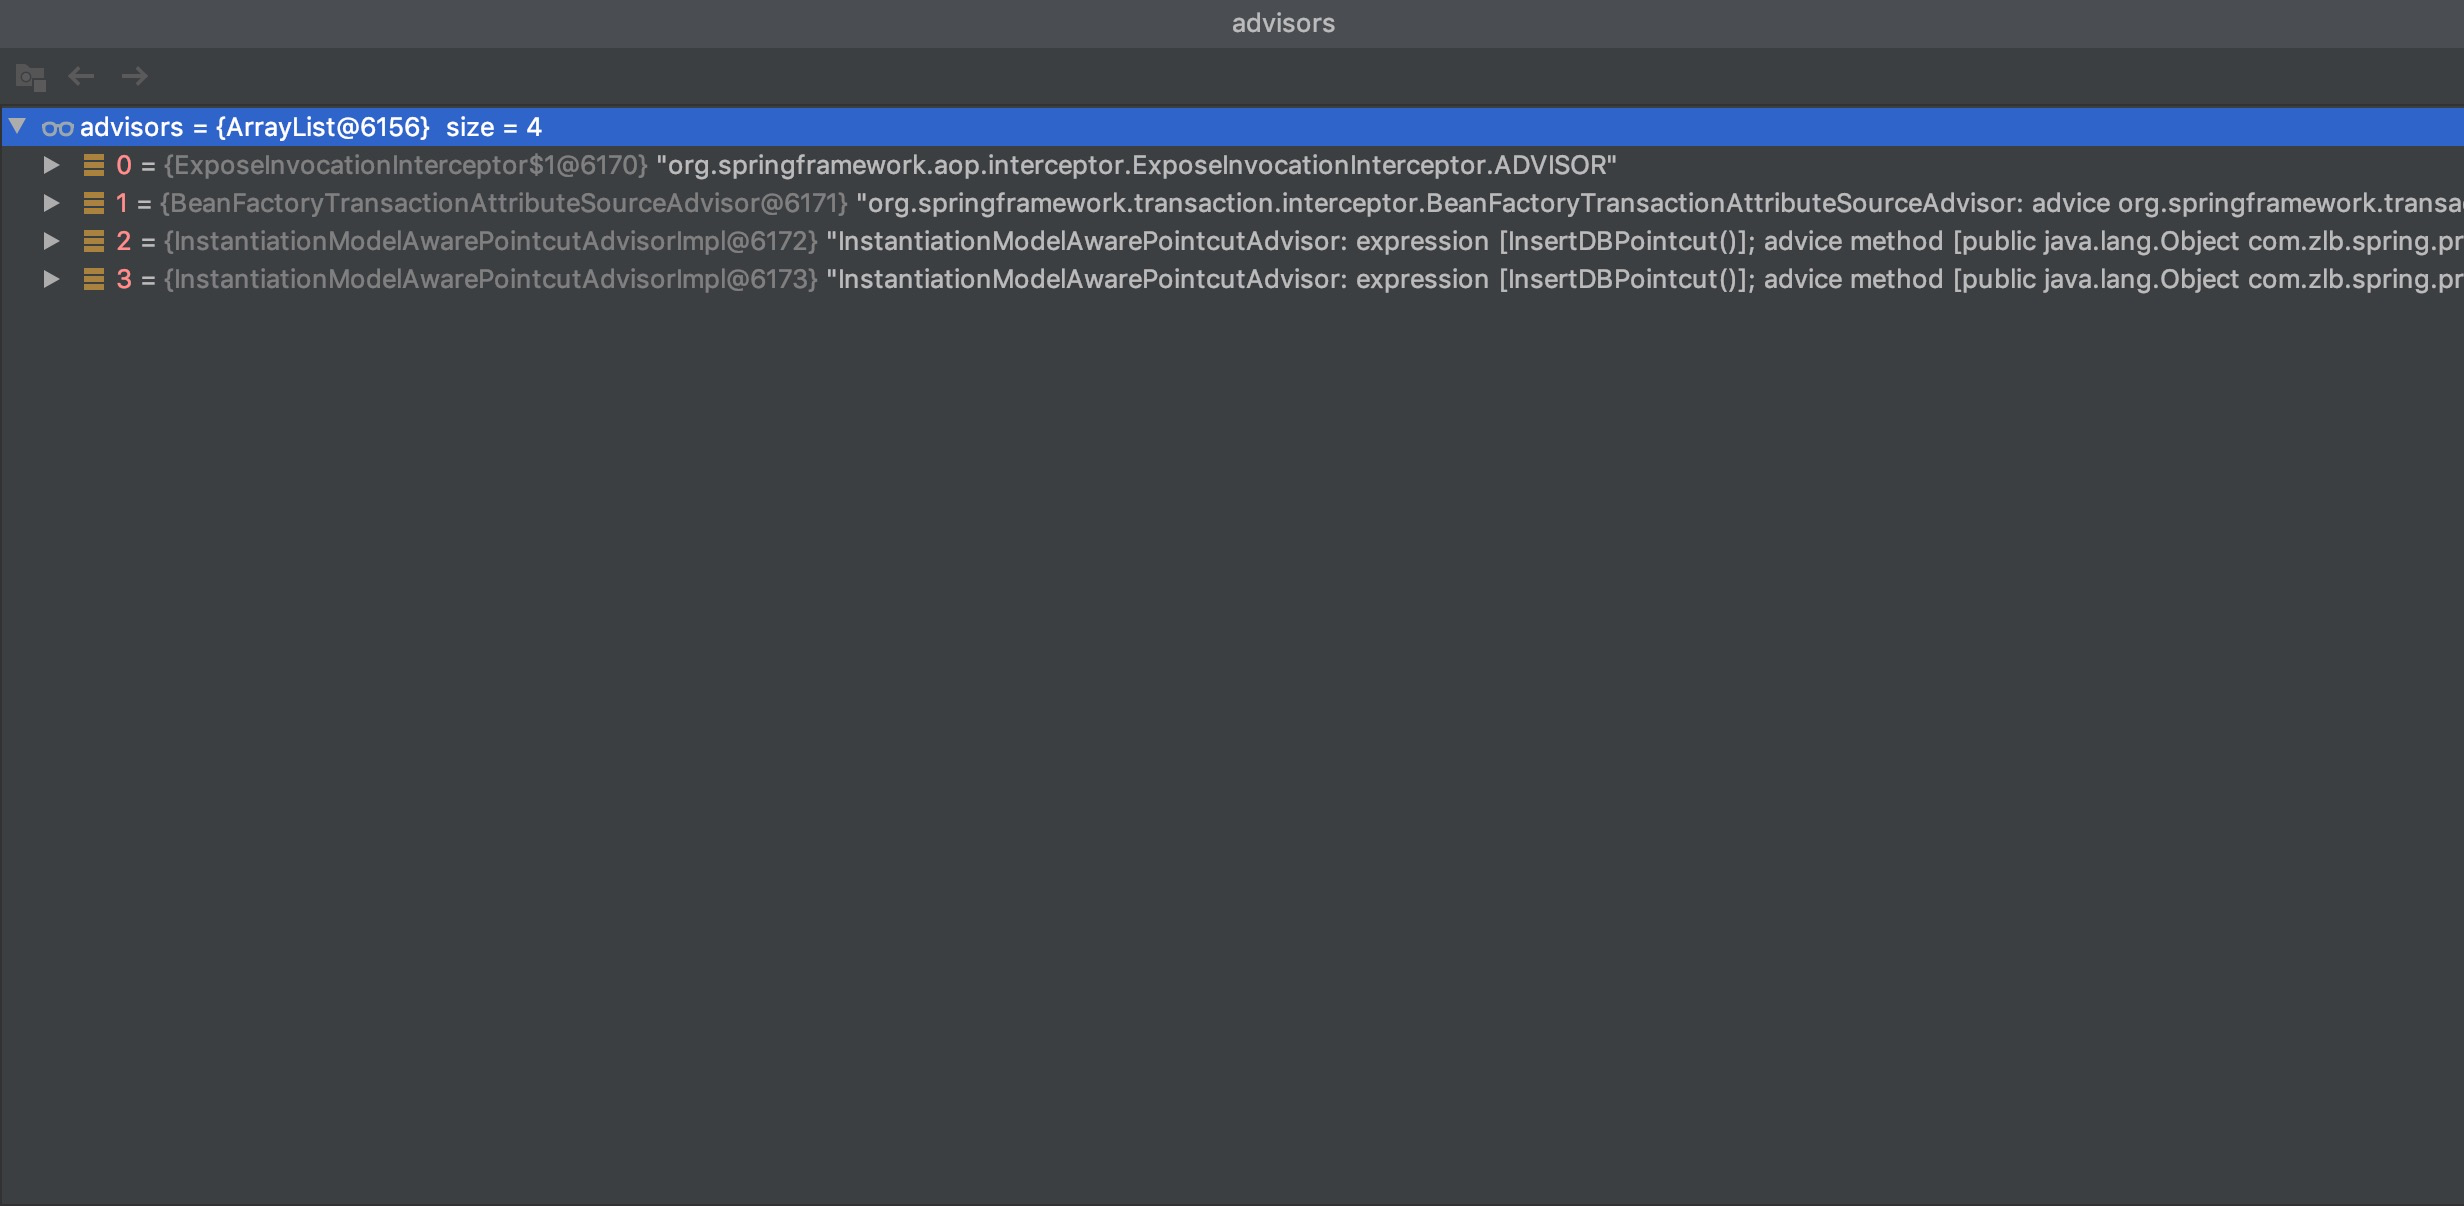 advisors
advisors = {ArrayList@6156} size = 4
0 = {ExposeInvocationInterceptor$1@6170} "org.springframework.aop.interceptor.ExposeInvocationInterceptor.ADVISOR"
1 = {BeanFactoryTransactionAttributeSourceAdvisor@6171} "org.springframework.transaction.interceptor.BeanFactoryTransactionAttributeSourceAdvisor: advice org.springframework.transa
2 = {InstantiationModelAwarePointcutAdvisorImpl@6172} "InstantiationModelAwarePointcutAdvisor: expression [InsertDBPointcut()]; advice method [public java.lang.Object com.zlb.spring.pr
3 = {InstantiationModelAwarePointcutAdvisorImpl@6173} "InstantiationModelAwarePointcutAdvisor: expression [InsertDBPointcut()]; advice method [public java.lang.Object com.zlb.spring.pr